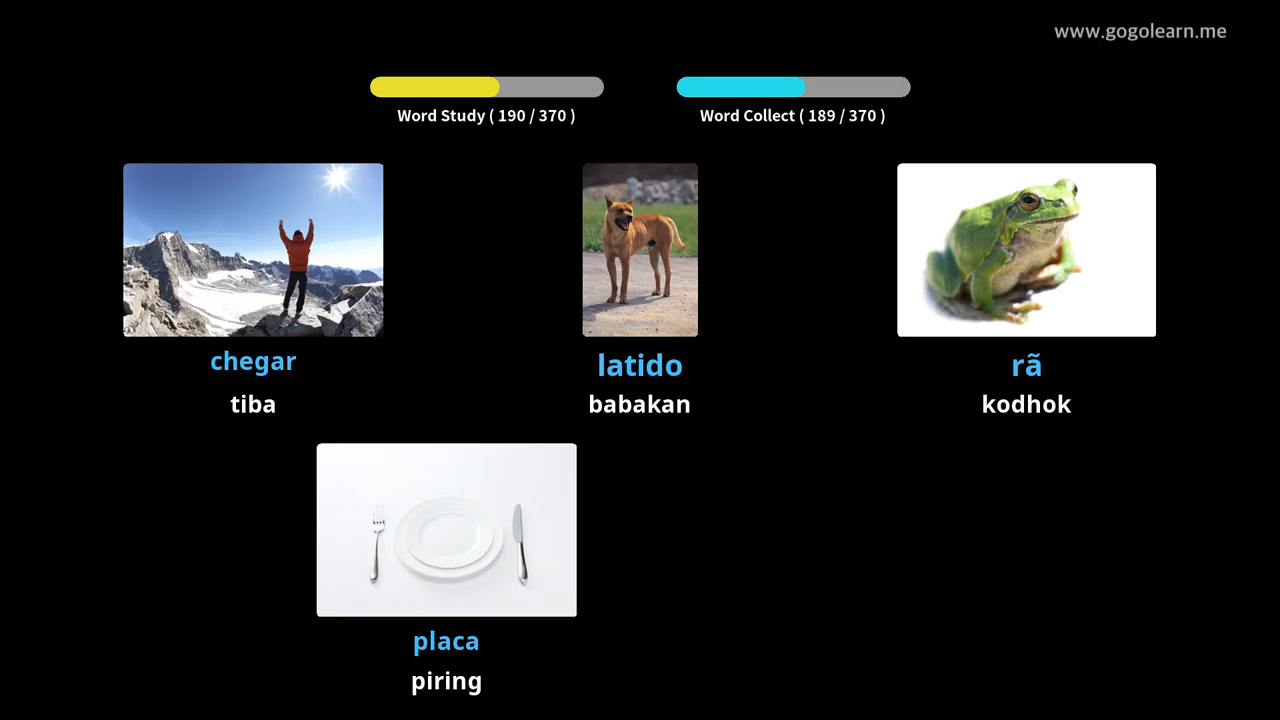 www.gogolearn.me
Word Study ( 190 / 370 )
Word Collect ( 189 / 370 )
chegar
tiba
latido
babakan
rã
kodhok
placa
piring